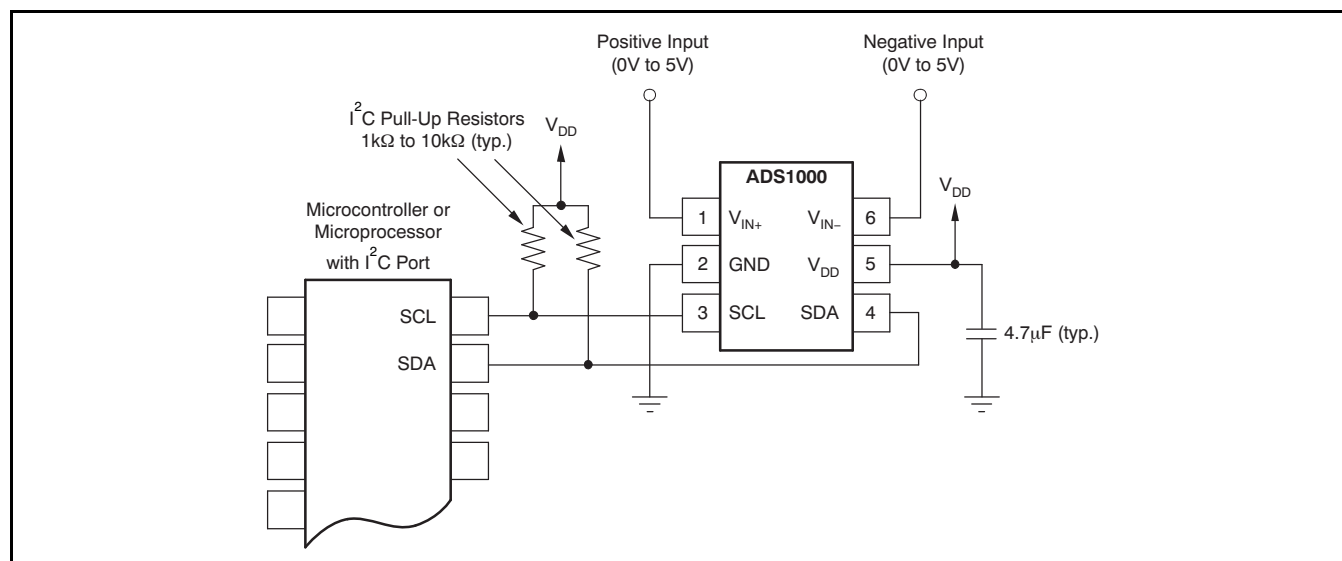 Positive Input
(0V to 5V)
Negative Input
(0V to 5V)
I²C Pull-Up Resistors
1kΩ to 10kΩ (typ.)
V_DD
ADS1000
V_DD
Microcontroller or
Microprocessor
with I²C Port
1 V_IN+ V_IN– 6
2 GND V_DD 5
3 SCL SDA 4
SCL
SDA
4.7μF (typ.)